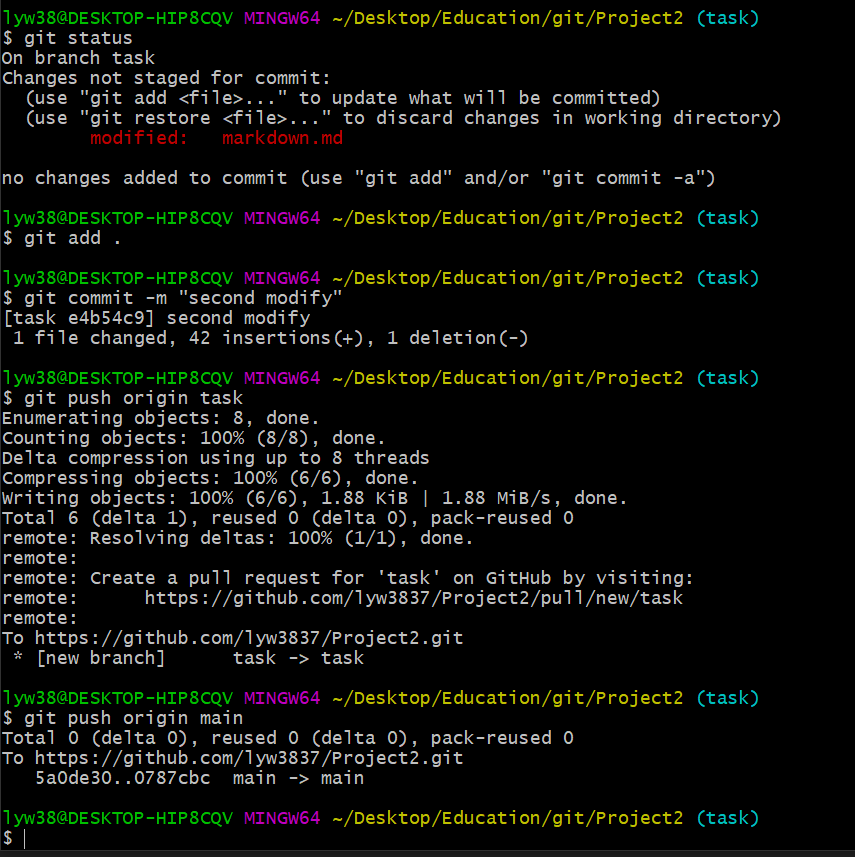 lyw38@DESKTOP-HIP8CQV MINGW64 ~/Desktop/Education/git/Project2 (task)
$ git status
On branch task
Changes not staged for commit:
  (use "git add <file>..." to update what will be committed)
  (use "git restore <file>..." to discard changes in working directory)
        modified:   markdown.md

no changes added to commit (use "git add" and/or "git commit -a")

lyw38@DESKTOP-HIP8CQV MINGW64 ~/Desktop/Education/git/Project2 (task)
$ git add .

lyw38@DESKTOP-HIP8CQV MINGW64 ~/Desktop/Education/git/Project2 (task)
$ git commit -m "second modify"
[task e4b54c9] second modify
 1 file changed, 42 insertions(+), 1 deletion(-)

lyw38@DESKTOP-HIP8CQV MINGW64 ~/Desktop/Education/git/Project2 (task)
$ git push origin task
Enumerating objects: 8, done.
Counting objects: 100% (8/8), done.
Delta compression using up to 8 threads
Compressing objects: 100% (6/6), done.
Writing objects: 100% (6/6), 1.88 KiB | 1.88 MiB/s, done.
Total 6 (delta 1), reused 0 (delta 0), pack-reused 0
remote: Resolving deltas: 100% (1/1), done.
remote:
remote: Create a pull request for 'task' on GitHub by visiting:
remote:      https://github.com/lyw3837/Project2/pull/new/task
remote:
To https://github.com/lyw3837/Project2.git
 * [new branch]      task -> task

lyw38@DESKTOP-HIP8CQV MINGW64 ~/Desktop/Education/git/Project2 (task)
$ git push origin main
Total 0 (delta 0), reused 0 (delta 0), pack-reused 0
To https://github.com/lyw3837/Project2.git
   5a0de30..0787cbc  main -> main

lyw38@DESKTOP-HIP8CQV MINGW64 ~/Desktop/Education/git/Project2 (task)
$